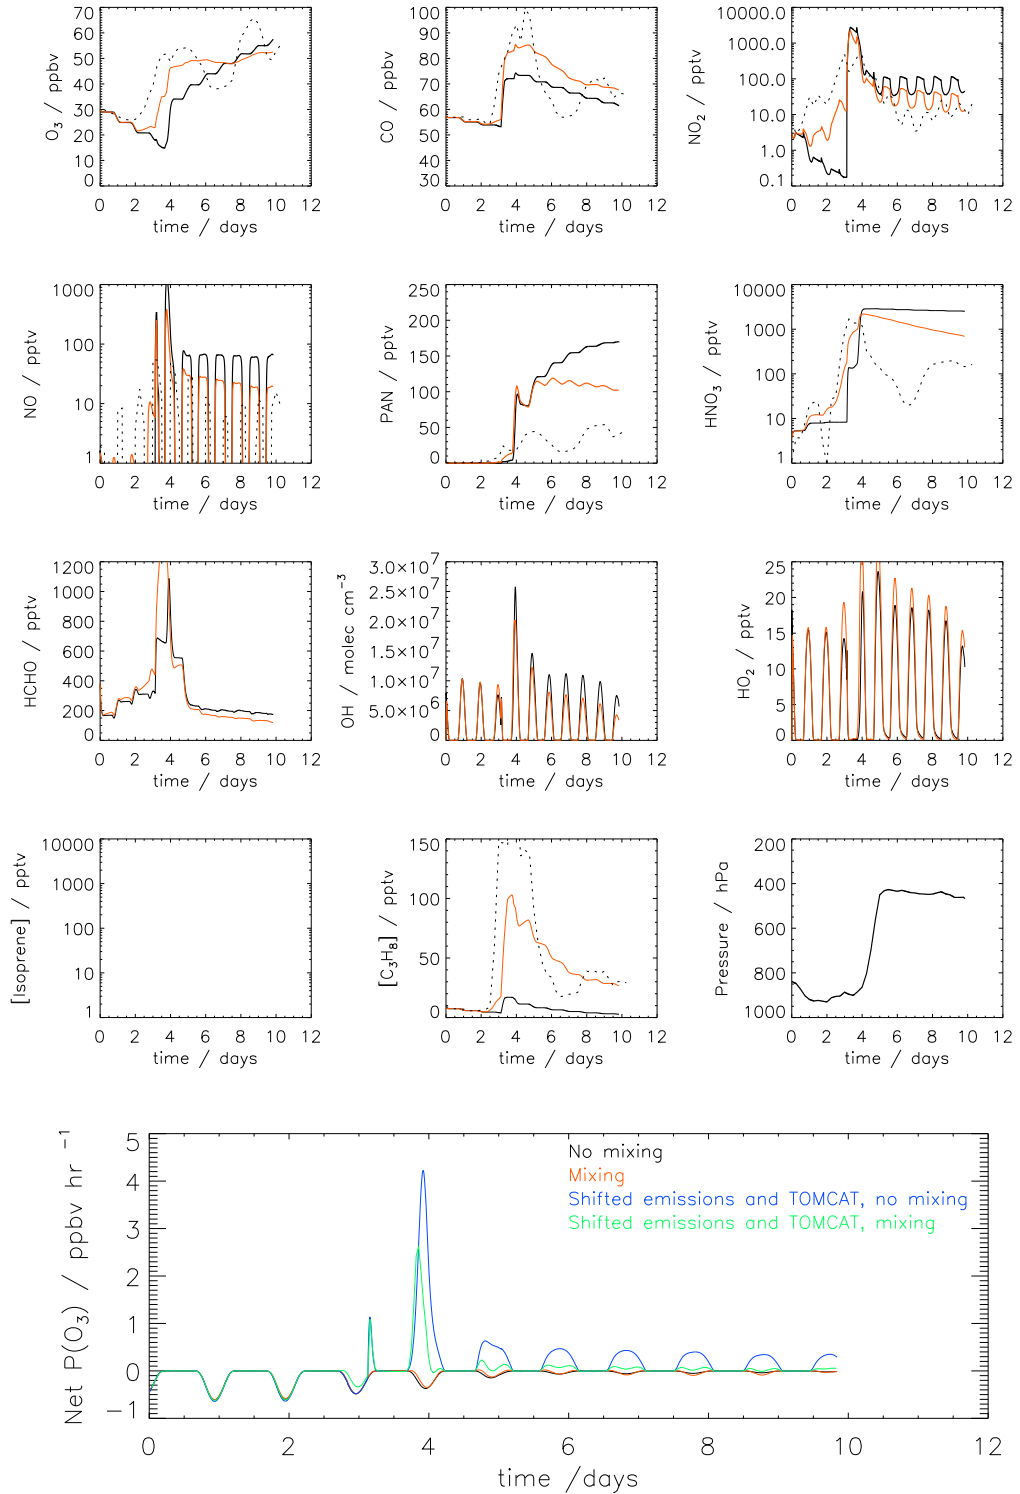 O3 / ppbv
70
60
50
40
30
20
10
0
0 2 4 6 8 10 12
time / days
CO / ppbv
100
90
80
70
60
50
40
30
0 2 4 6 8 10 12
time / days
NO2 / pptv
10000.0
1000.0
100.0
10.0
1.0
0.1
0 2 4 6 8 10 12
time / days
NO / pptv
1000
100
10
1
0 2 4 6 8 10 12
time / days
PAN / pptv
250
200
150
100
50
0
0 2 4 6 8 10 12
time / days
HNO3 / pptv
10000
1000
100
10
1
0 2 4 6 8 10 12
time / days
HCHO / pptv
1200
1000
800
600
400
200
0
0 2 4 6 8 10 12
time / days
OH / molec cm⁻³
3.0×10⁷
2.5×10⁷
2.0×10⁷
1.5×10⁷
1.0×10⁷
5.0×10⁶
0
0 2 4 6 8 10 12
time / days
HO2 / pptv
25
20
15
10
5
0
0 2 4 6 8 10 12
time / days
[Isoprene] / pptv
10000
1000
100
10
1
0 2 4 6 8 10 12
time / days
[C3H8] / pptv
150
100
50
0
0 2 4 6 8 10 12
time / days
Pressure / hPa
200
400
600
800
1000
0 2 4 6 8 10 12
time / days
Net P(O3) / ppbv hr⁻¹
5
4
3
2
1
0
−1
No mixing
Mixing
Shifted emissions and TOMCAT, no mixing
Shifted emissions and TOMCAT, mixing
0 2 4 6 8 10 12
time /days